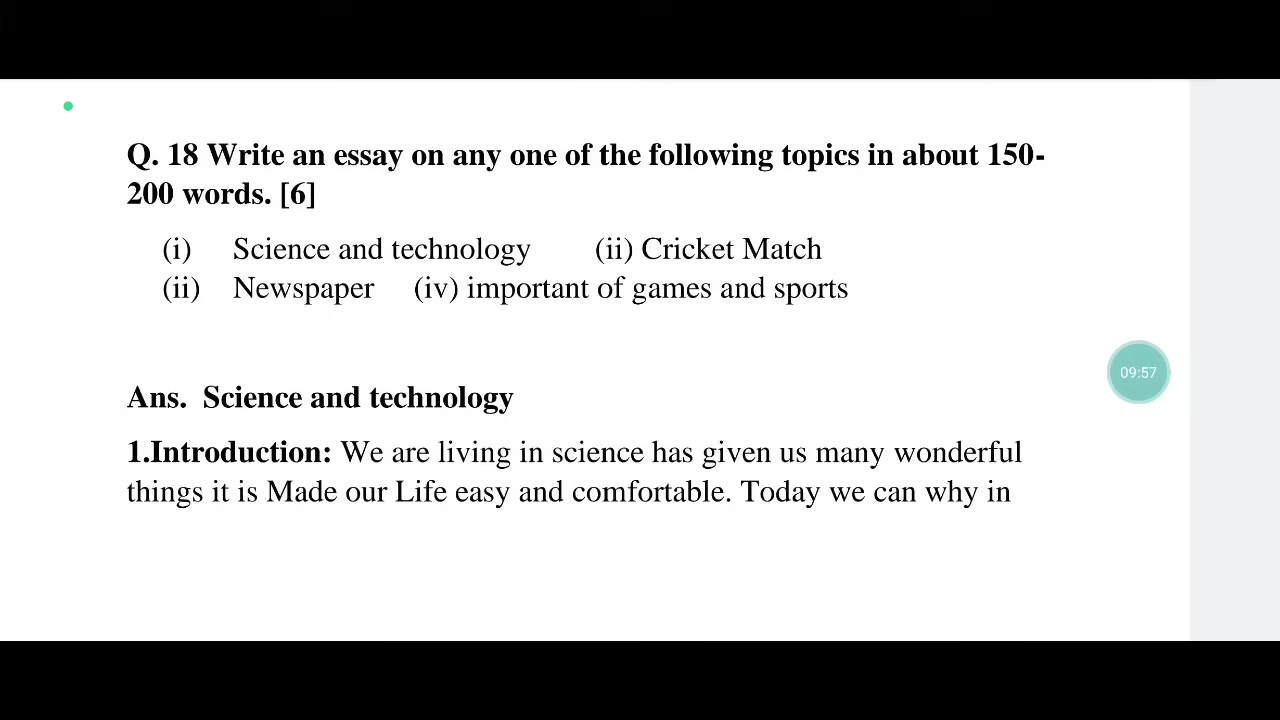 Q. 18 Write an essay on any one of the following topics in about 150-
200 words. [6]
(i) Science and technology (ii) Cricket Match
(ii) Newspaper (iv) important of games and sports
09:57
Ans. Science and technology
1.Introduction: We are living in science has given us many wonderful
things it is Made our Life easy and comfortable. Today we can why in